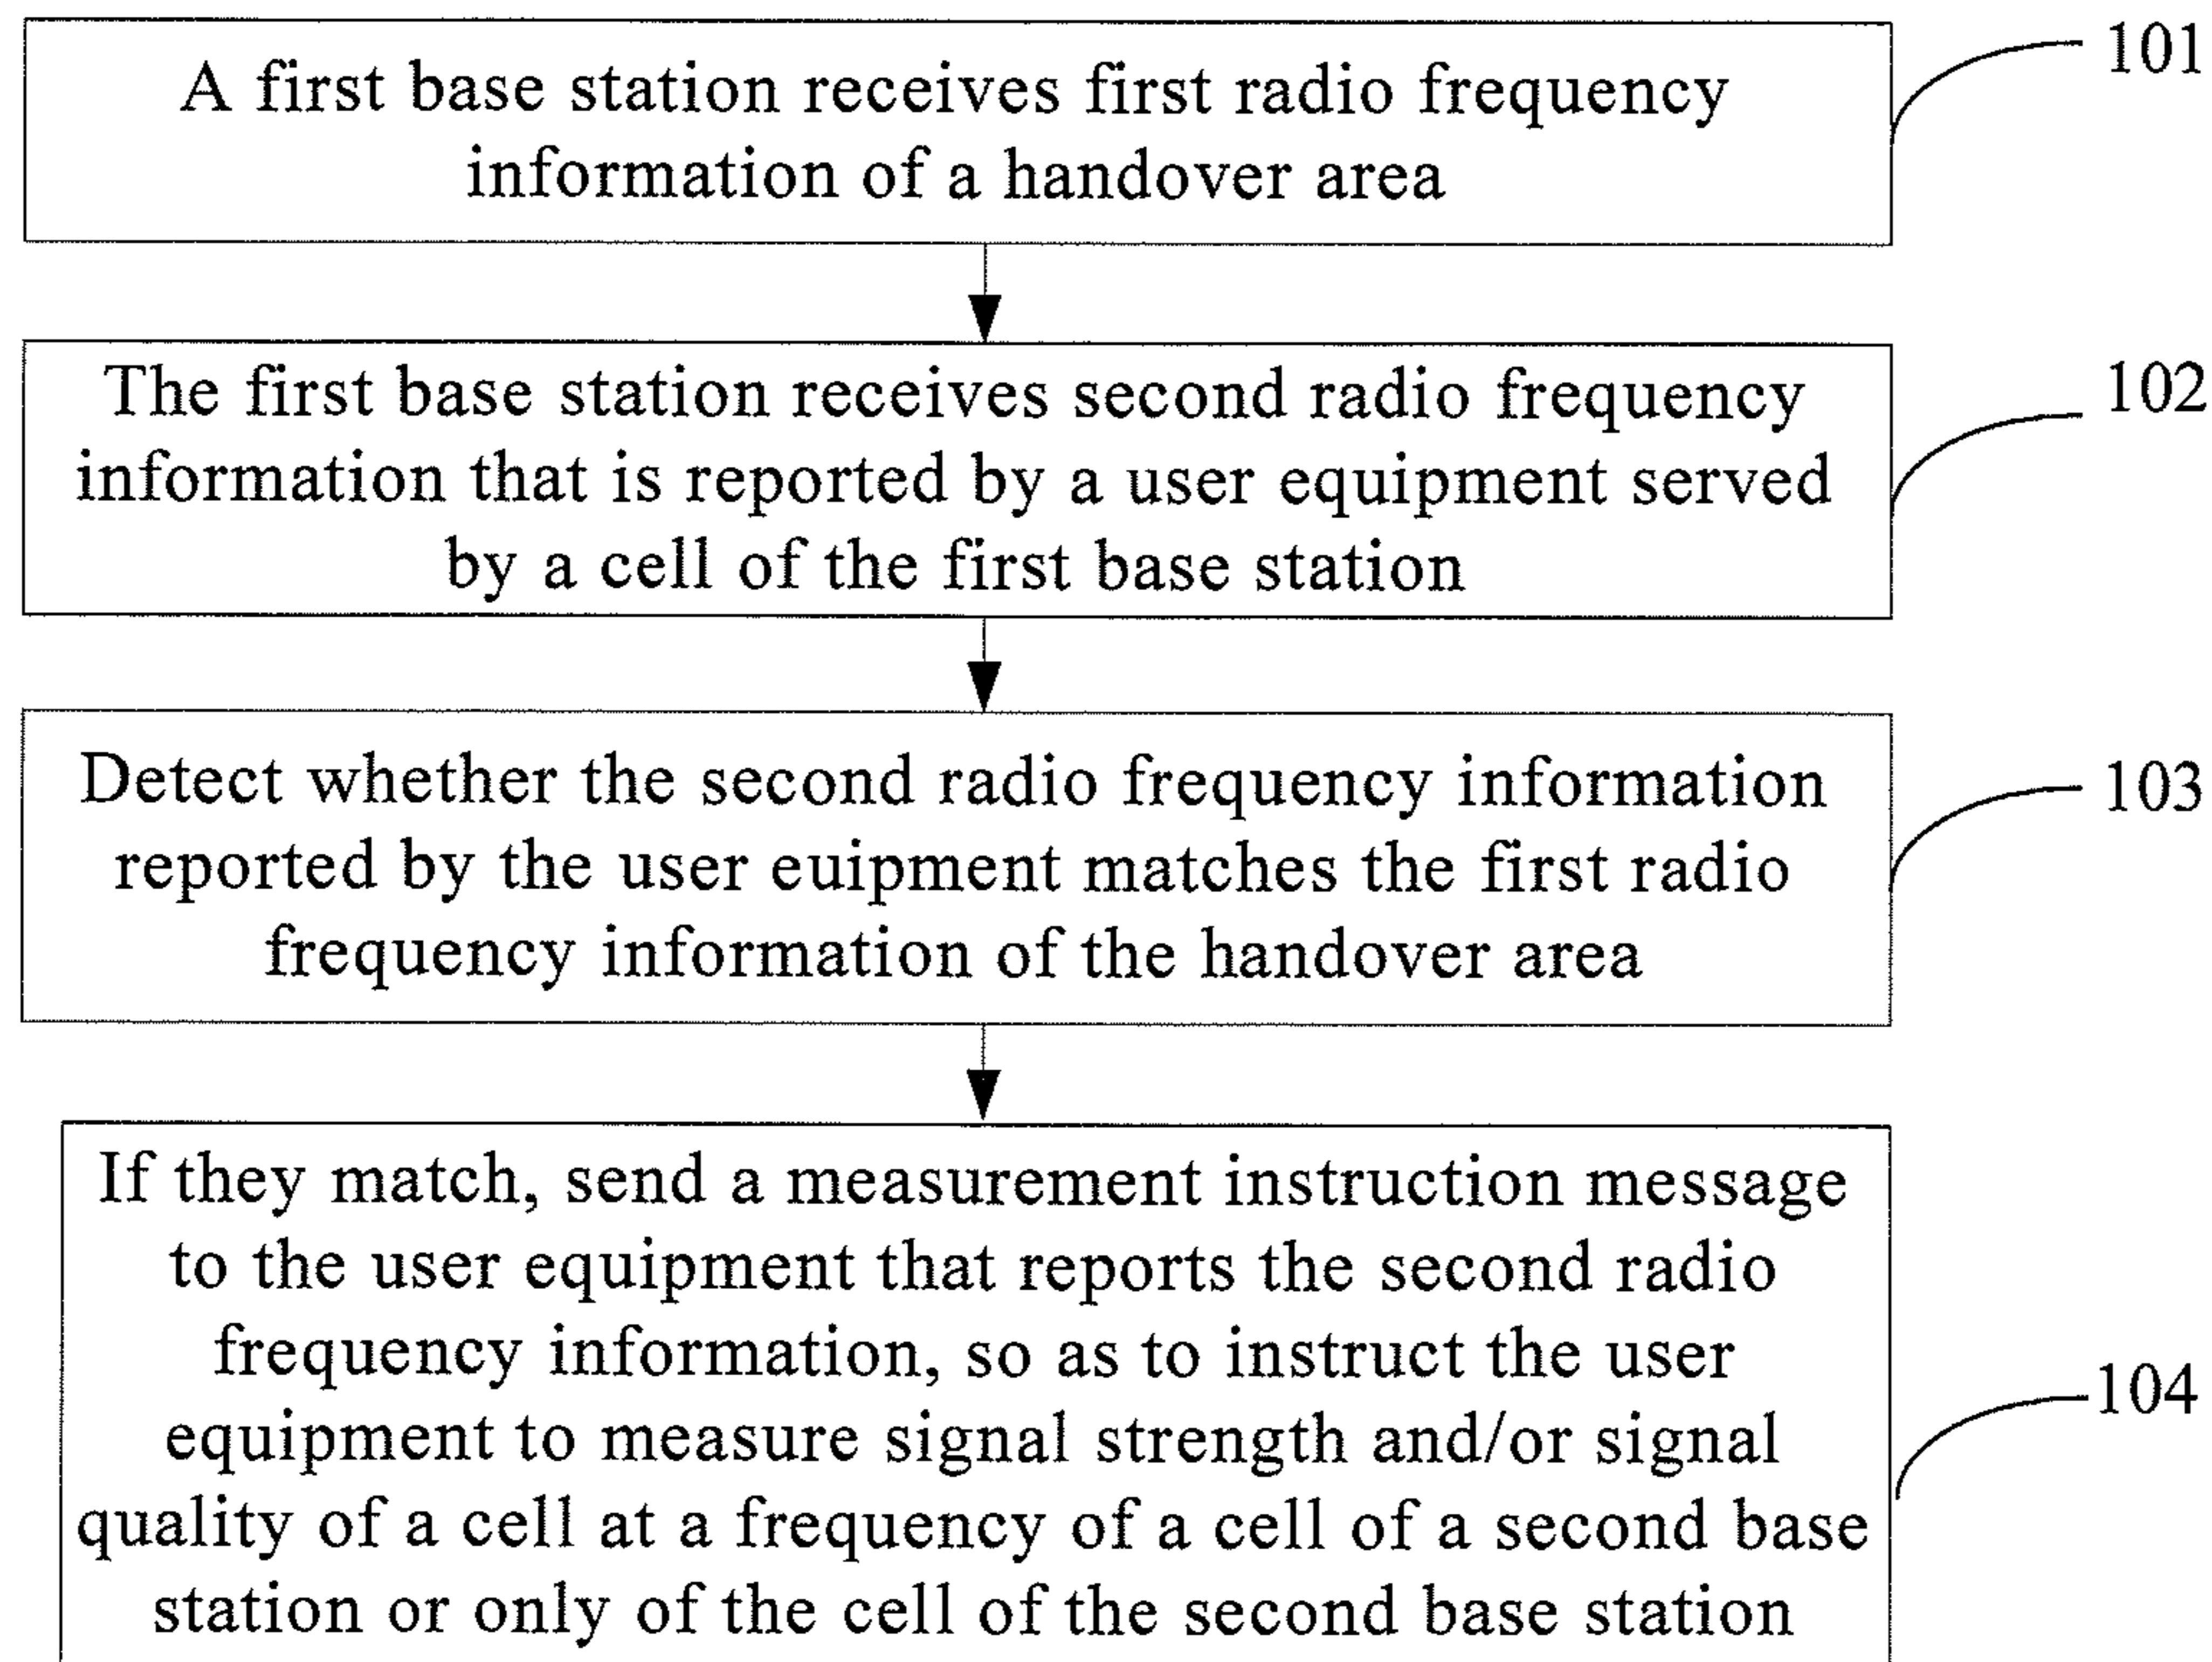 A first base station receives first radio frequency
information of a handover area
101
The first base station receives second radio frequency
information that is reported by a user equipment served
by a cell of the first base station
102
Detect whether the second radio frequency information
reported by the user euipment matches the first radio
frequency information of the handover area
103
If they match, send a measurement instruction message
to the user equipment that reports the second radio
frequency information, so as to instruct the user
equipment to measure signal strength and/or signal
quality of a cell at a frequency of a cell of a second base
station or only of the cell of the second base station
104